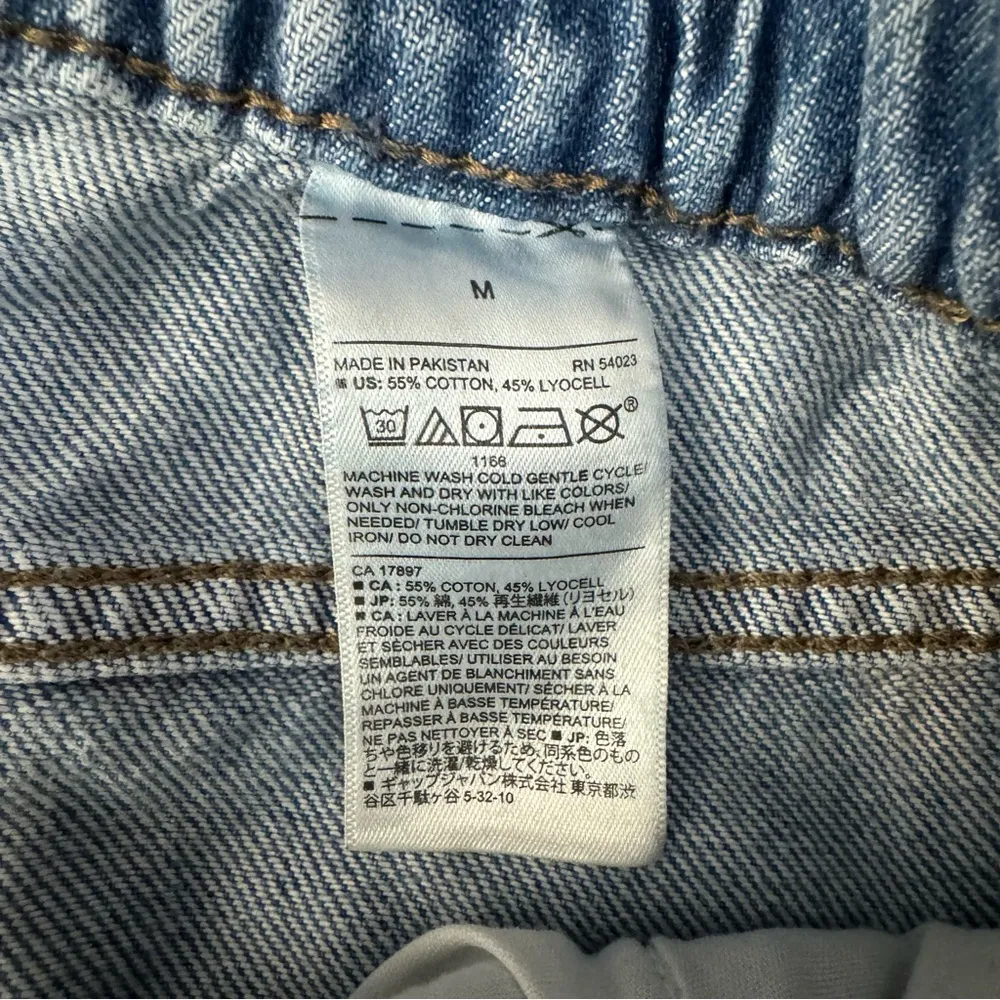 M
MADE IN PAKISTAN RN 54023
US: 55% COTTON, 45% LYOCELL
30 ®
1166
MACHINE WASH COLD GENTLE CYCLE/
WASH AND DRY WITH LIKE COLORS/
ONLY NON-CHLORINE BLEACH WHEN
NEEDED/ TUMBLE DRY LOW/ COOL
IRON/ DO NOT DRY CLEAN
CA 17897
■ CA : 55% COTON, 45% LYOCELL
■ JP: 55% 綿, 45% 再生繊維 (リヨセル)
■ CA : LAVER À LA MACHINE À L'EAU
FROIDE AU CYCLE DÉLICAT/ LAVER
ET SÉCHER AVEC DES COULEURS
SEMBLABLES/ UTILISER AU BESOIN
UN AGENT DE BLANCHIMENT SANS
CHLORE UNIQUEMENT/ SÉCHER À LA
MACHINE À BASSE TEMPÉRATURE/
REPASSER À BASSE TEMPÉRATURE/
NE PAS NETTOYER À SEC ■ JP: 色落
ちや色移りを避けるため、同系色のもの
と一緒に洗濯/乾燥してください。
■ ギャップジャパン株式会社 東京都渋
谷区千駄ヶ谷 5-32-10